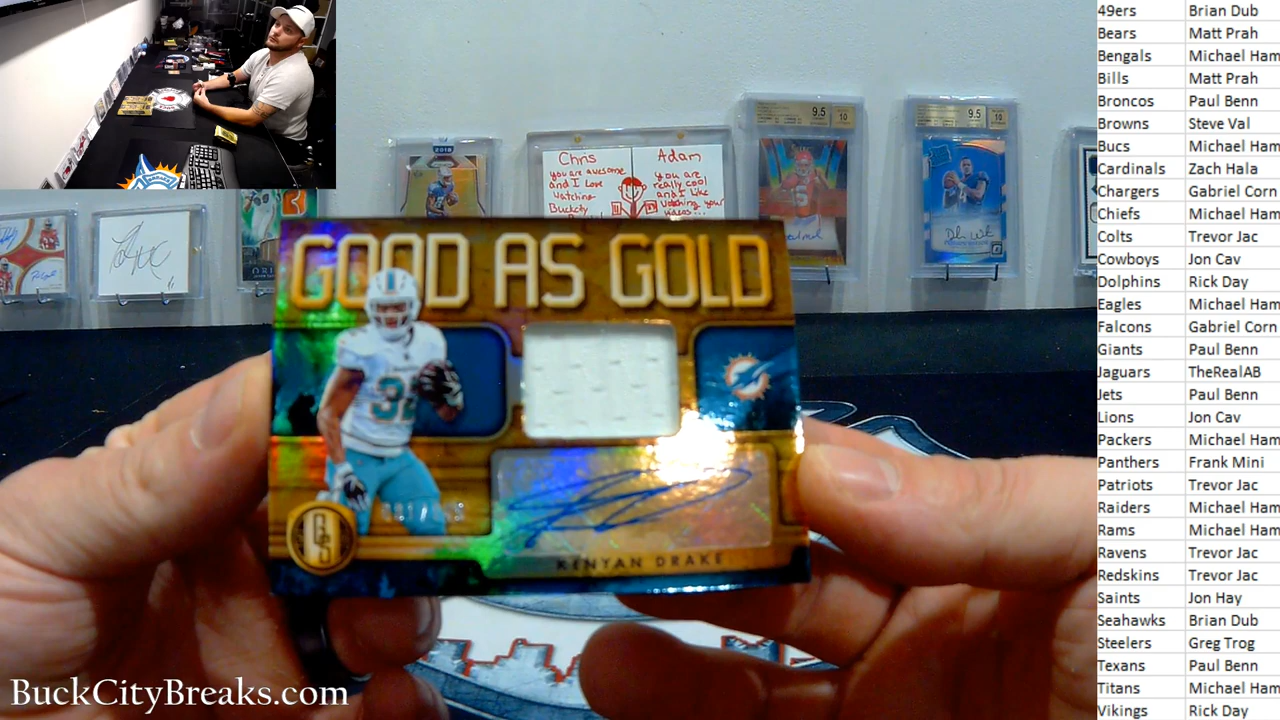 49ers Brian Dub
Bears Matt Prah
Bengals Michael Ham
Bills Matt Prah
Broncos Paul Benn
Browns Steve Val
Bucs Michael Ham
Cardinals Zach Hala
Chargers Gabriel Corn
Chiefs Michael Ham
Colts Trevor Jac
Cowboys Jon Cav
Dolphins Rick Day
Eagles Michael Ham
Falcons Gabriel Corn
Giants Paul Benn
Jaguars TheRealAB
Jets Paul Benn
Lions Jon Cav
Packers Michael Ham
Panthers Frank Mini
Patriots Trevor Jac
Raiders Michael Ham
Rams Michael Ham
Ravens Trevor Jac
Redskins Trevor Jac
Saints Jon Hay
Seahawks Brian Dub
Steelers Greg Trog
Texans Paul Benn
Titans Michael Ham
Vikings Rick Day
2018
Chris
you are awesome
and I love
watching
Buckcity
Adam
you are
really cool
and I like
watching your
videos...
9.5 10
9.5 10
GOOD AS GOLD
GS
KENYAN DRAKE
BuckCityBreaks.com